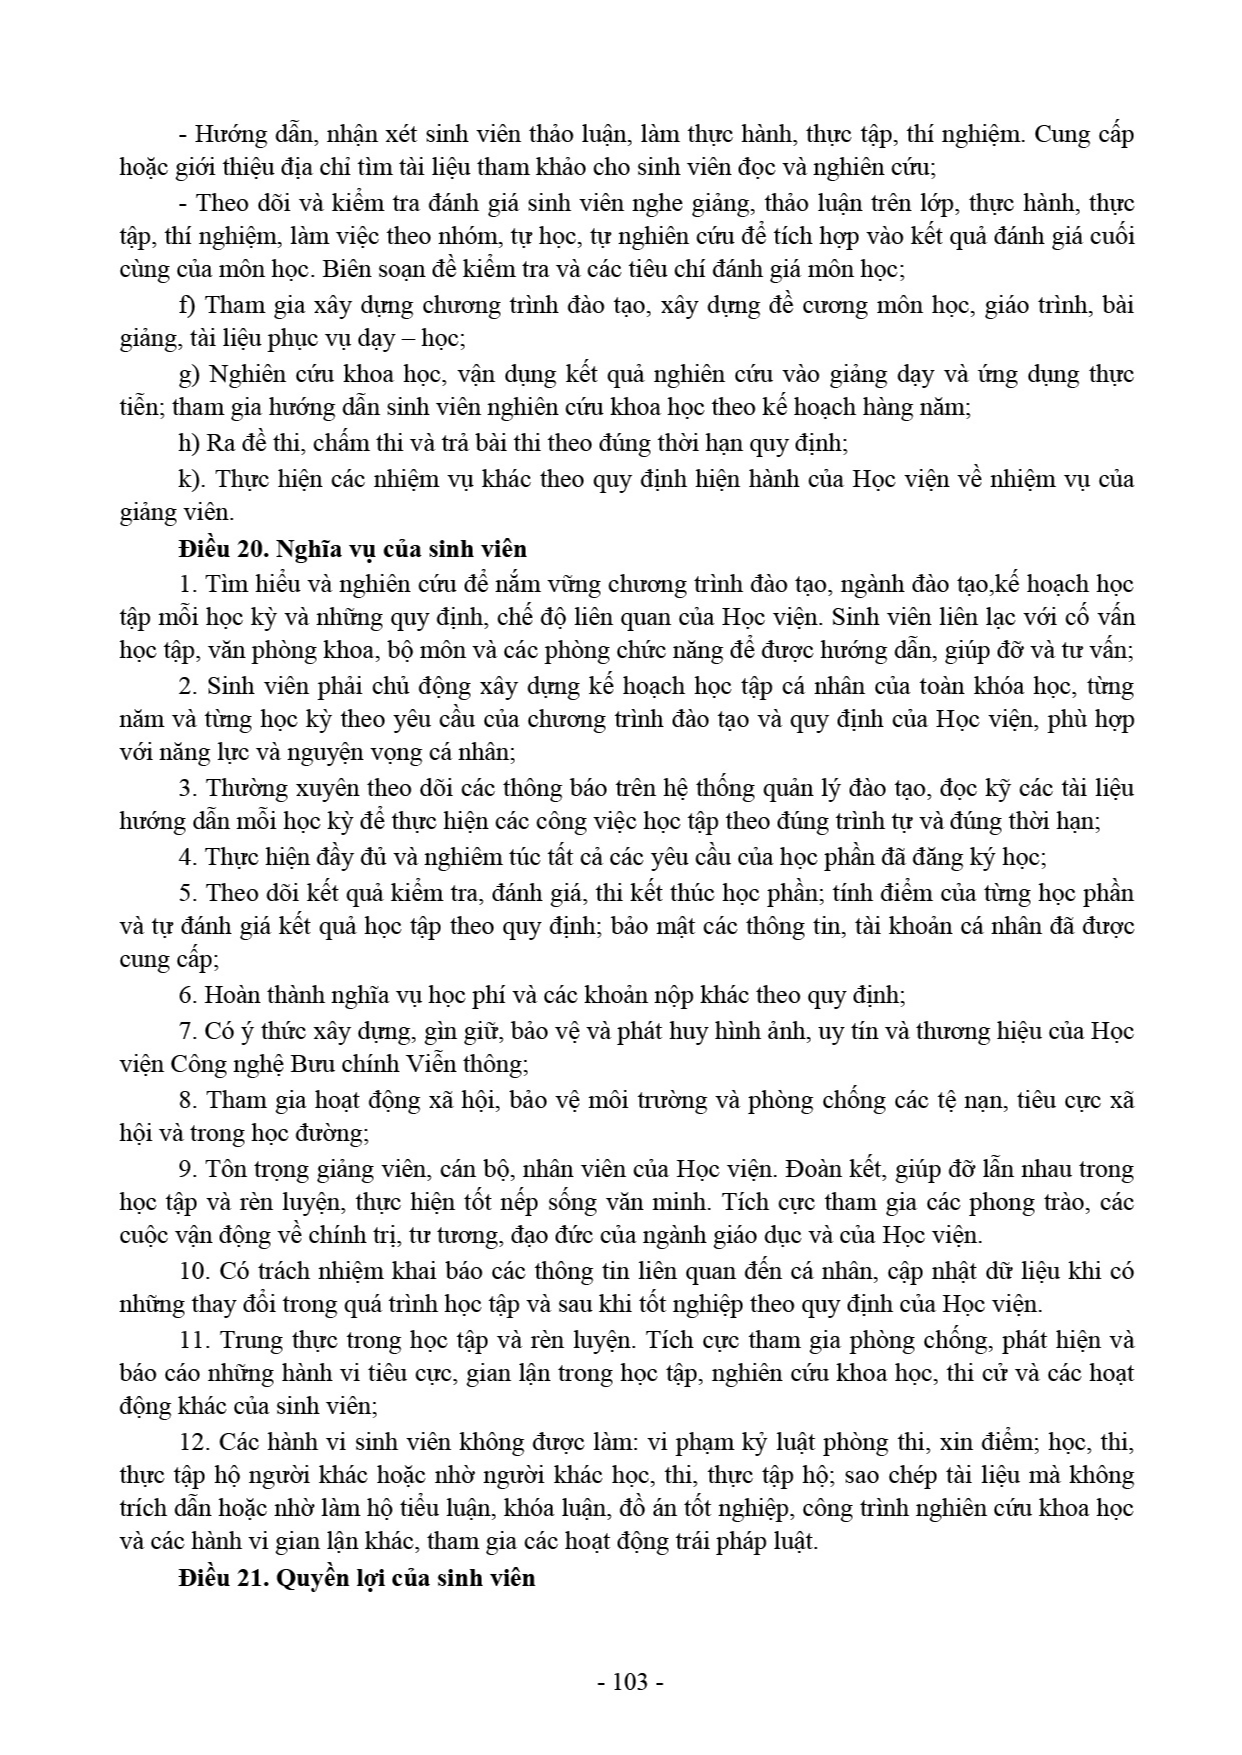 - Hướng dẫn, nhận xét sinh viên thảo luận, làm thực hành, thực tập, thí nghiệm. Cung cấp
hoặc giới thiệu địa chỉ tìm tài liệu tham khảo cho sinh viên đọc và nghiên cứu;
- Theo dõi và kiểm tra đánh giá sinh viên nghe giảng, thảo luận trên lớp, thực hành, thực
tập, thí nghiệm, làm việc theo nhóm, tự học, tự nghiên cứu để tích hợp vào kết quả đánh giá cuối
cùng của môn học. Biên soạn đề kiểm tra và các tiêu chí đánh giá môn học;
f) Tham gia xây dựng chương trình đào tạo, xây dựng đề cương môn học, giáo trình, bài
giảng, tài liệu phục vụ dạy – học;
g) Nghiên cứu khoa học, vận dụng kết quả nghiên cứu vào giảng dạy và ứng dụng thực
tiễn; tham gia hướng dẫn sinh viên nghiên cứu khoa học theo kế hoạch hàng năm;
h) Ra đề thi, chấm thi và trả bài thi theo đúng thời hạn quy định;
k). Thực hiện các nhiệm vụ khác theo quy định hiện hành của Học viện về nhiệm vụ của
giảng viên.
Điều 20. Nghĩa vụ của sinh viên
1. Tìm hiểu và nghiên cứu để nắm vững chương trình đào tạo, ngành đào tạo,kế hoạch học
tập mỗi học kỳ và những quy định, chế độ liên quan của Học viện. Sinh viên liên lạc với cố vấn
học tập, văn phòng khoa, bộ môn và các phòng chức năng để được hướng dẫn, giúp đỡ và tư vấn;
2. Sinh viên phải chủ động xây dựng kế hoạch học tập cá nhân của toàn khóa học, từng
năm và từng học kỳ theo yêu cầu của chương trình đào tạo và quy định của Học viện, phù hợp
với năng lực và nguyện vọng cá nhân;
3. Thường xuyên theo dõi các thông báo trên hệ thống quản lý đào tạo, đọc kỹ các tài liệu
hướng dẫn mỗi học kỳ để thực hiện các công việc học tập theo đúng trình tự và đúng thời hạn;
4. Thực hiện đầy đủ và nghiêm túc tất cả các yêu cầu của học phần đã đăng ký học;
5. Theo dõi kết quả kiểm tra, đánh giá, thi kết thúc học phần; tính điểm của từng học phần
và tự đánh giá kết quả học tập theo quy định; bảo mật các thông tin, tài khoản cá nhân đã được
cung cấp;
6. Hoàn thành nghĩa vụ học phí và các khoản nộp khác theo quy định;
7. Có ý thức xây dựng, gìn giữ, bảo vệ và phát huy hình ảnh, uy tín và thương hiệu của Học
viện Công nghệ Bưu chính Viễn thông;
8. Tham gia hoạt động xã hội, bảo vệ môi trường và phòng chống các tệ nạn, tiêu cực xã
hội và trong học đường;
9. Tôn trọng giảng viên, cán bộ, nhân viên của Học viện. Đoàn kết, giúp đỡ lẫn nhau trong
học tập và rèn luyện, thực hiện tốt nếp sống văn minh. Tích cực tham gia các phong trào, các
cuộc vận động về chính trị, tư tương, đạo đức của ngành giáo dục và của Học viện.
10. Có trách nhiệm khai báo các thông tin liên quan đến cá nhân, cập nhật dữ liệu khi có
những thay đổi trong quá trình học tập và sau khi tốt nghiệp theo quy định của Học viện.
11. Trung thực trong học tập và rèn luyện. Tích cực tham gia phòng chống, phát hiện và
báo cáo những hành vi tiêu cực, gian lận trong học tập, nghiên cứu khoa học, thi cử và các hoạt
động khác của sinh viên;
12. Các hành vi sinh viên không được làm: vi phạm kỷ luật phòng thi, xin điểm; học, thi,
thực tập hộ người khác hoặc nhờ người khác học, thi, thực tập hộ; sao chép tài liệu mà không
trích dẫn hoặc nhờ làm hộ tiểu luận, khóa luận, đồ án tốt nghiệp, công trình nghiên cứu khoa học
và các hành vi gian lận khác, tham gia các hoạt động trái pháp luật.
Điều 21. Quyền lợi của sinh viên
- 103 -